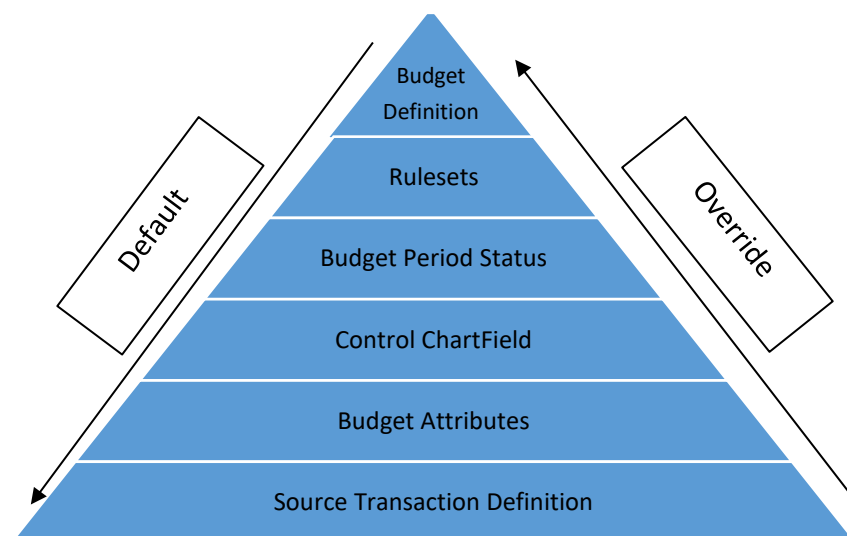 Budget
Definition
Rulesets
Budget Period Status
Control ChartField
Budget Attributes
Source Transaction Definition
Default
Override